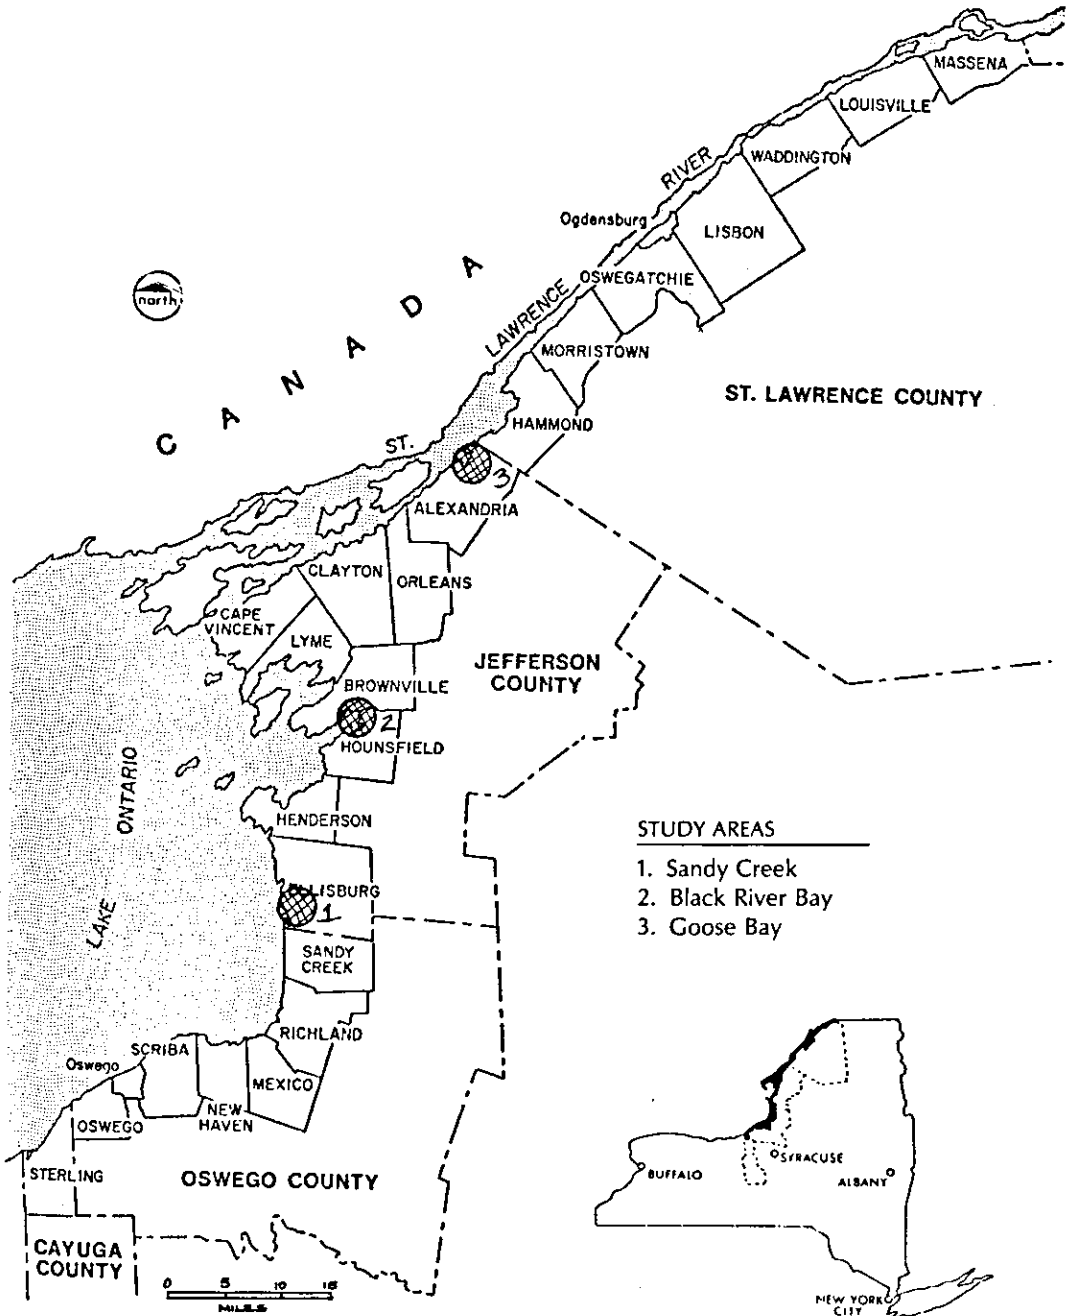 MASSENA
LOUISVILLE
WADDINGTON
RIVER
Ogdensburg
LISBON
OSWEGATCHIE
north
CANADA
LAWRENCE
MORRISTOWN
ST. LAWRENCE COUNTY
HAMMOND
ST.
3
ALEXANDRIA
CLAYTON
ORLEANS
CAPE
VINCENT
LYME
JEFFERSON
COUNTY
BROWNVILLE
2
HOUNSFIELD
LAKE ONTARIO
HENDERSON
STUDY AREAS
1. Sandy Creek
2. Black River Bay
3. Goose Bay
ELLISBURG
1
SANDY
CREEK
RICHLAND
SCRIBA
Oswego
MEXICO
NEW
HAVEN
OSWEGO
STERLING
OSWEGO COUNTY
CAYUGA
COUNTY
0 5 10 15
MILES
SYRACUSE
BUFFALO
ALBANY
NEW YORK
CITY